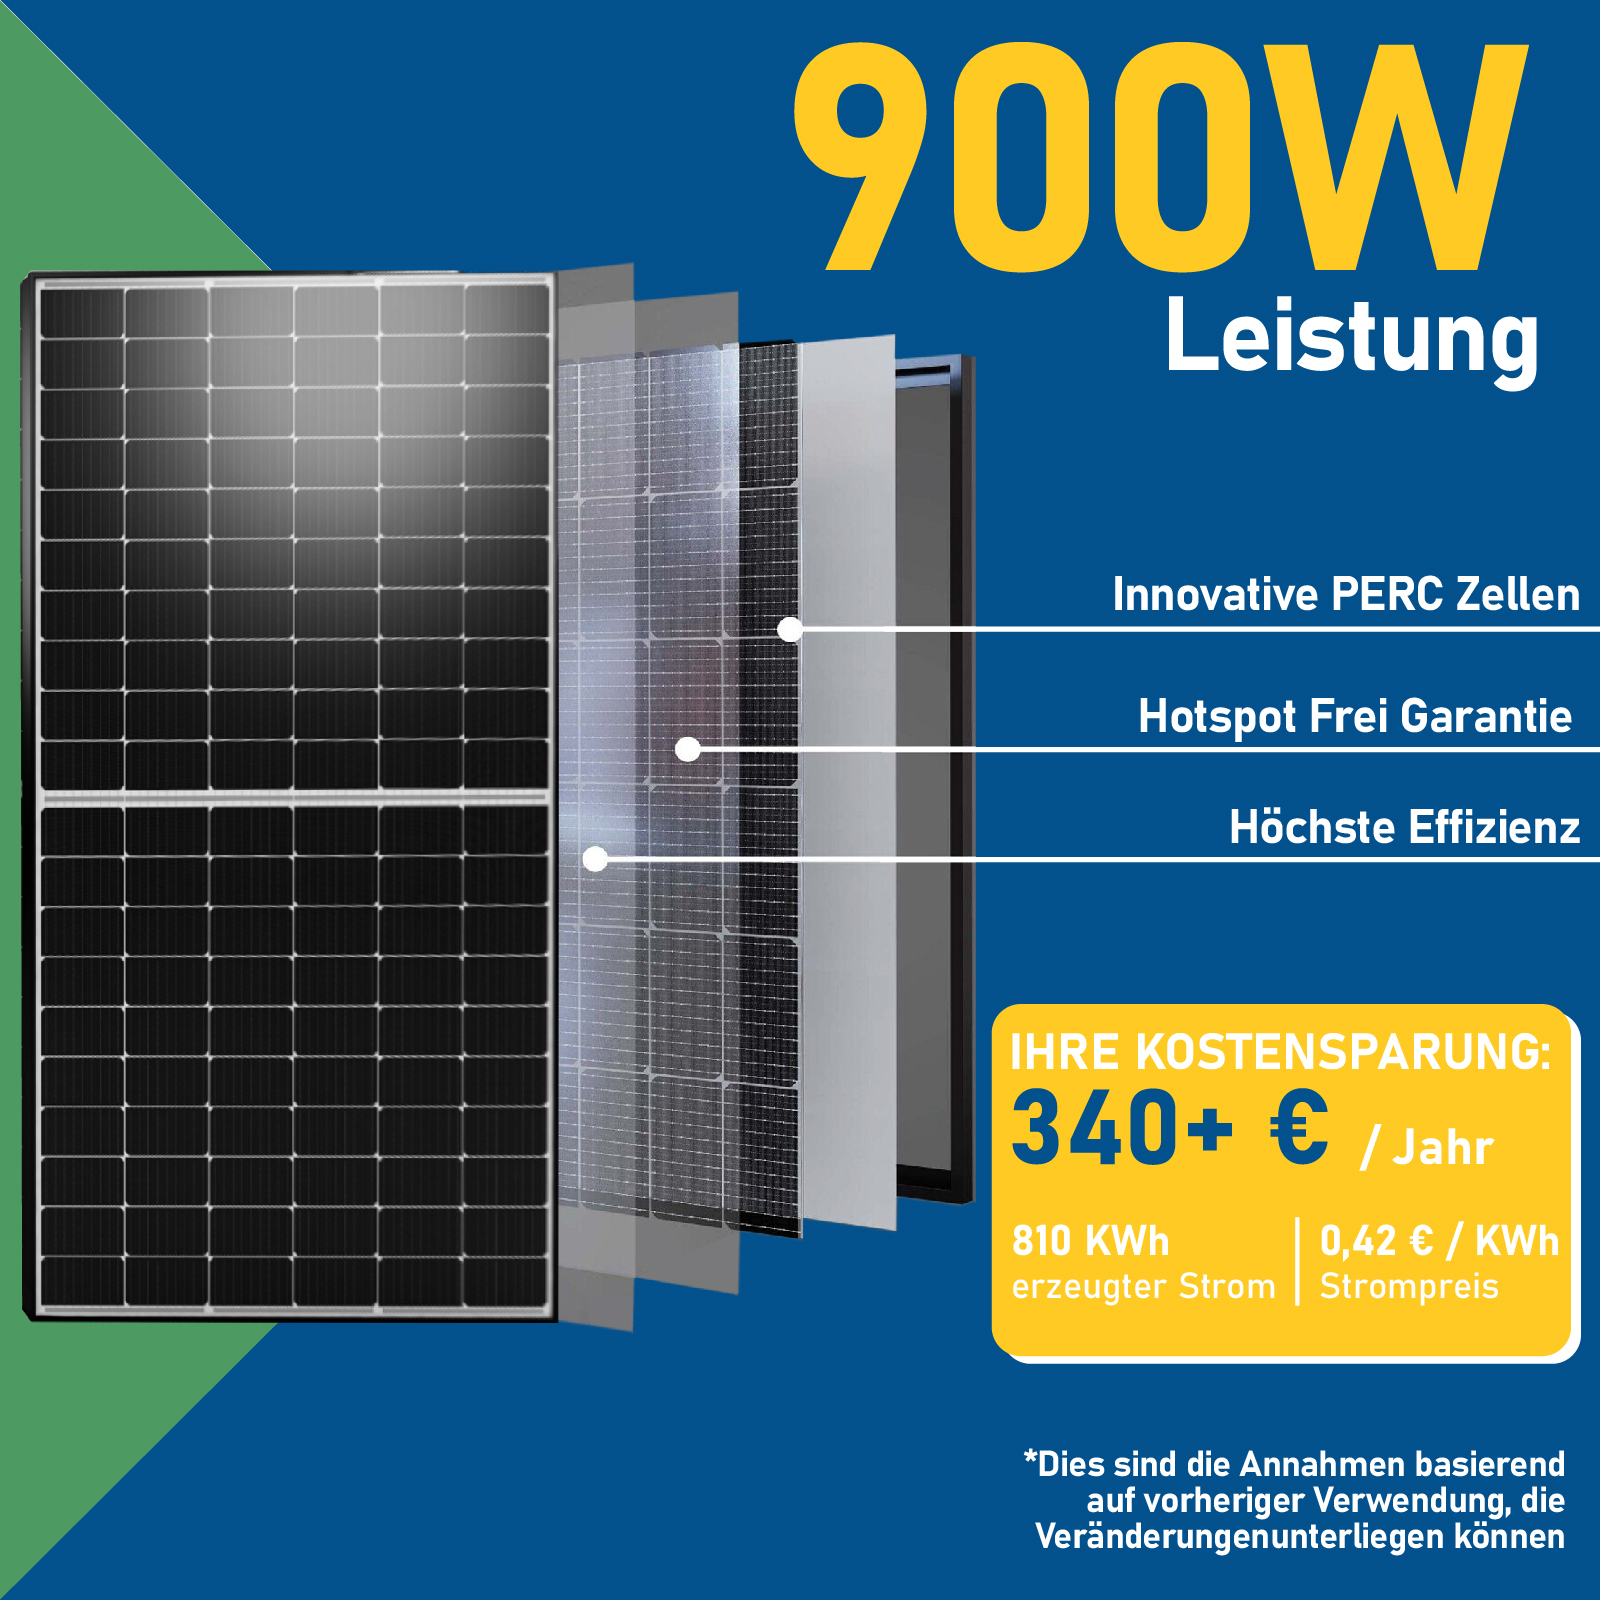 900W
Leistung
Innovative PERC Zellen
Hotspot Frei Garantie
Höchste Effizienz
IHRE KOSTENSPARUNG:
340+ € / Jahr
810 KWh
erzeugter Strom
0,42 € / KWh
Strompreis
*Dies sind die Annahmen basierend
auf vorheriger Verwendung, die
Veränderungenunterliegen können